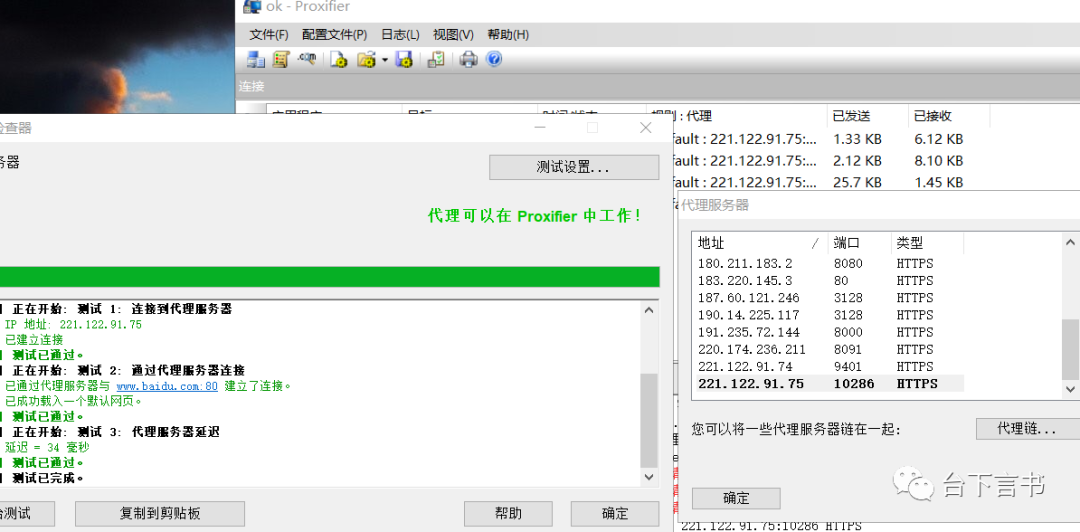 ok - Proxifier
文件(F) 配置文件(P) 日志(L) 视图(V) 帮助(H)
连接
规则 : 代理 已发送 已接收
fault : 221.122.91.75:... 1.33 KB 6.12 KB
fault : 221.122.91.75:... 2.12 KB 8.10 KB
fault : 221.122.91.75:... 25.7 KB 1.45 KB
查器
务器
测试设置...
代理可以在 Proxifier 中工作!
正在开始: 测试 1: 连接到代理服务器
IP 地址: 221.122.91.75
已建立连接
测试已通过。
正在开始: 测试 2: 通过代理服务器连接
已通过代理服务器与 www.baidu.com:80 建立了连接。
已成功载入一个默认网页。
测试已通过。
正在开始: 测试 3: 代理服务器延迟
延迟 = 34 毫秒
测试已通过。
测试已完成。
测试 复制到剪贴板 帮助 确定
代理服务器
地址 / 端口 类型
180.211.183.2 8080 HTTPS
183.220.145.3 80 HTTPS
187.60.121.246 3128 HTTPS
190.14.225.117 3128 HTTPS
191.235.72.144 8000 HTTPS
220.174.236.211 8091 HTTPS
221.122.91.74 9401 HTTPS
221.122.91.75 10286 HTTPS
您可以将一些代理服务器链在一起:
代理链...
确定
台下言书
221.122.91.75:10286 HTTPS